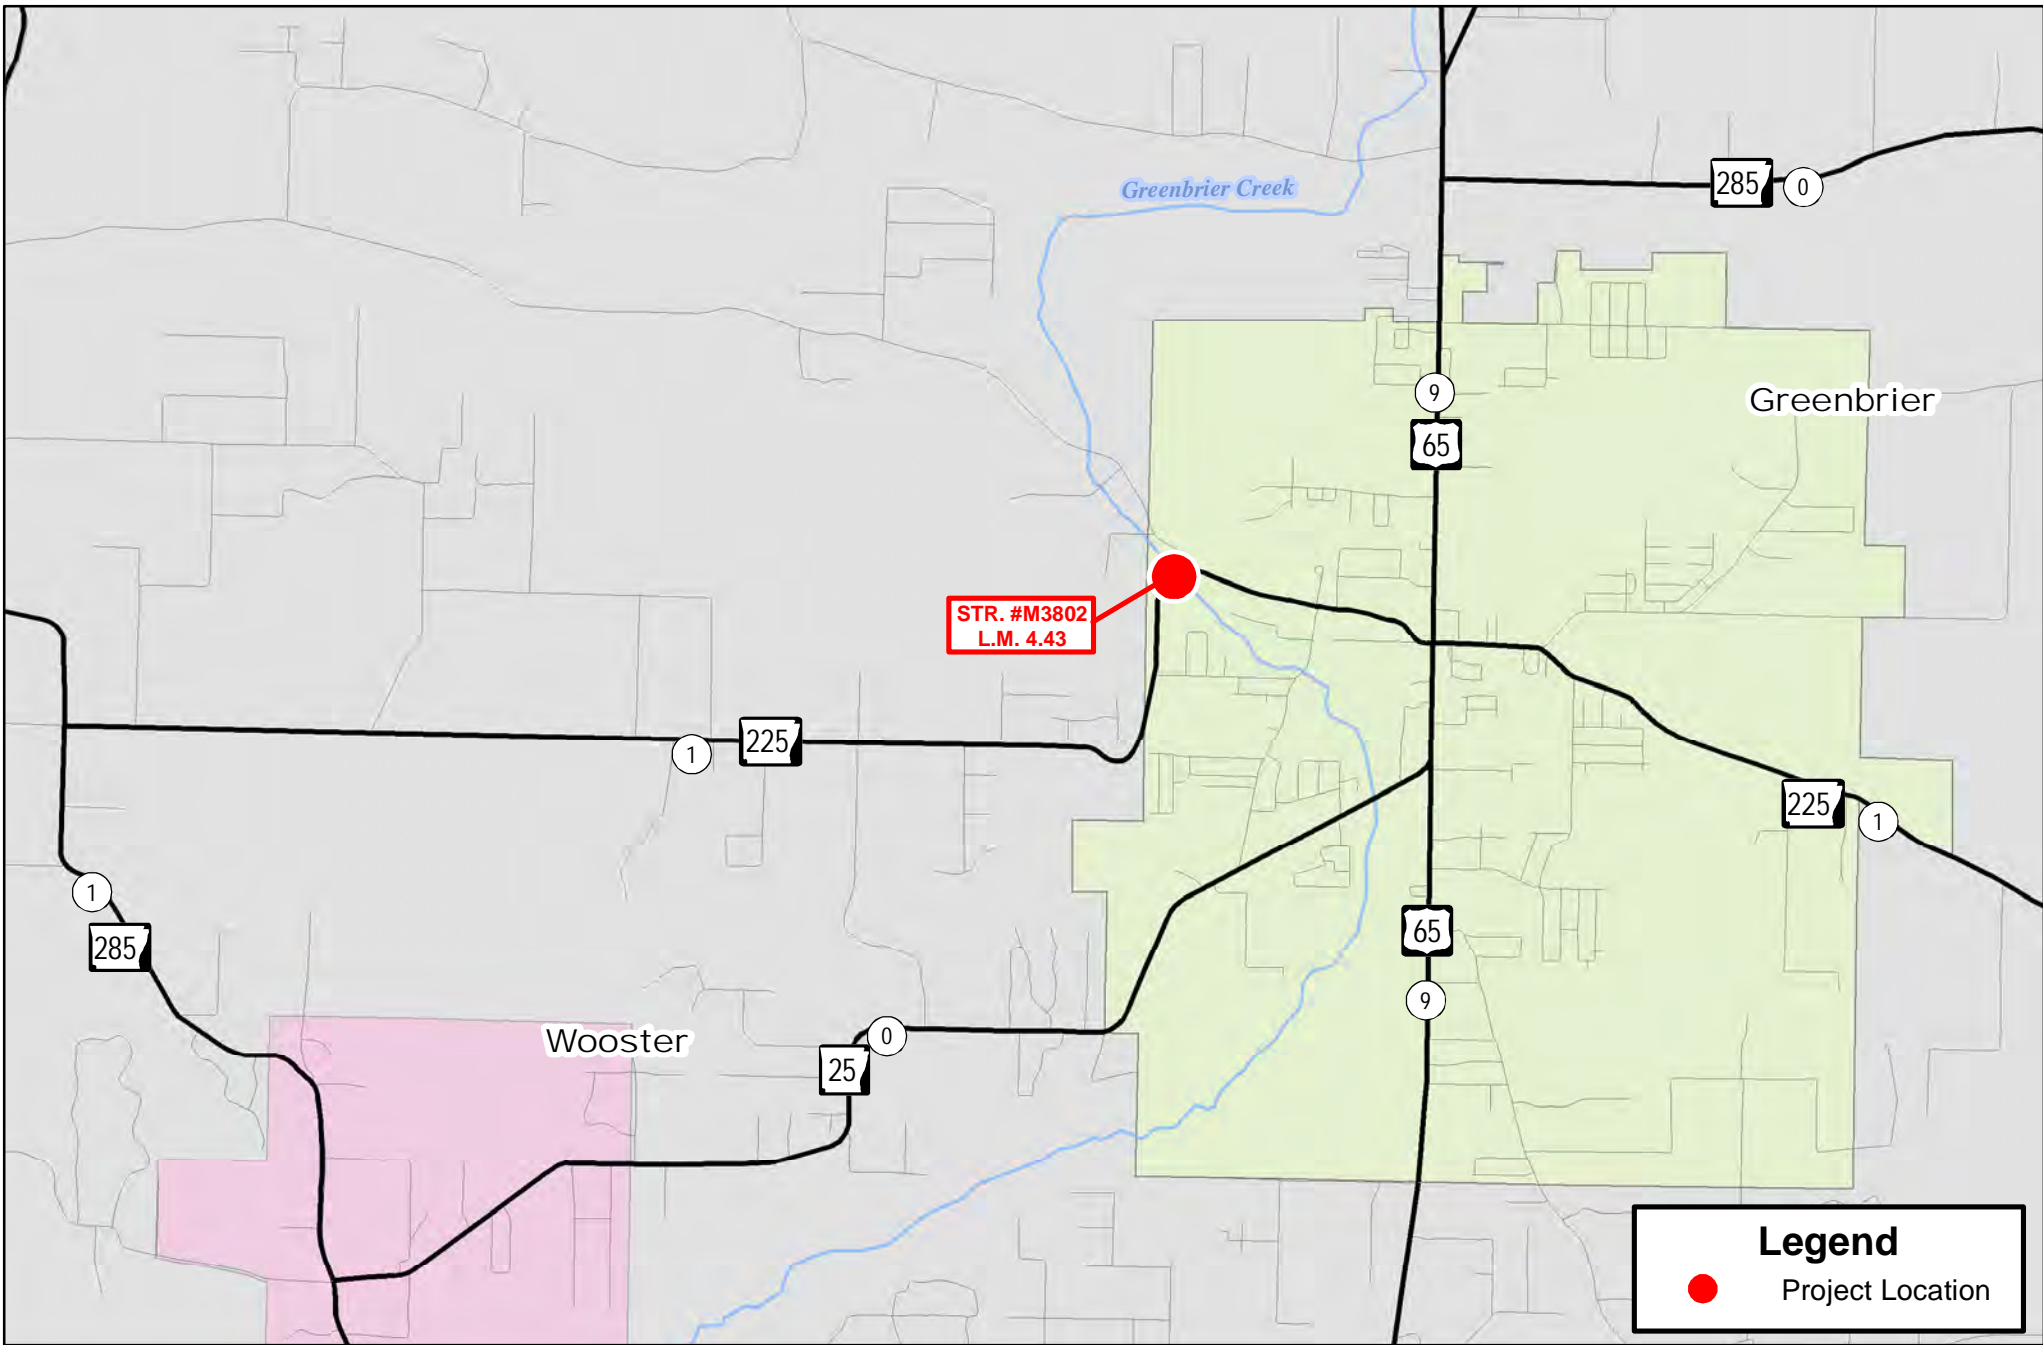 Greenbrier Creek
285
0
9
65
Greenbrier
STR. #M3802
L.M. 4.43
1
225
225
1
1
285
65
9
Wooster
0
25
Legend
Project Location